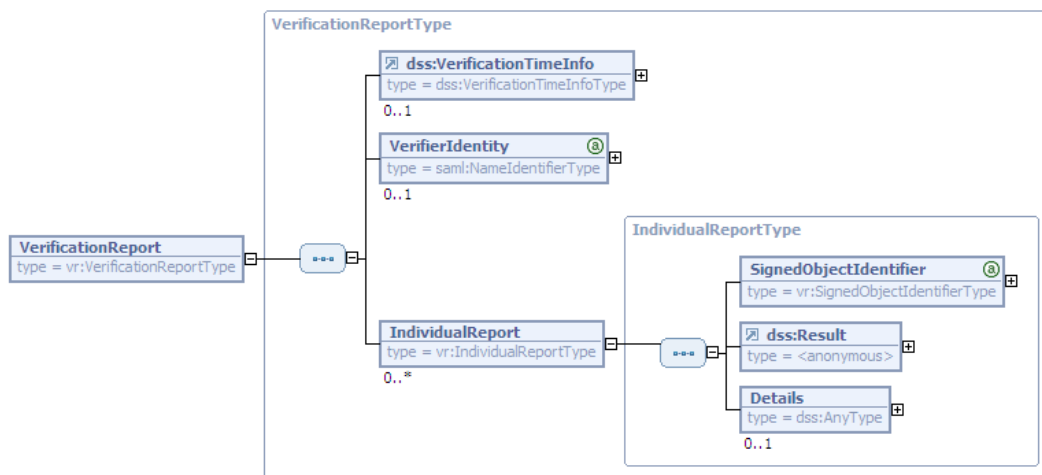 VerificationReportType
dss:VerificationTimeInfo
type = dss:VerificationTimeInfoType
0..1
VerifierIdentity
a
type = saml:NameIdentifierType
0..1
VerificationReport
type = vr:VerificationReportType
IndividualReportType
SignedObjectIdentifier
a
type = vr:SignedObjectIdentifierType
IndividualReport
type = vr:IndividualReportType
0..*
dss:Result
type = <anonymous>
Details
type = dss:AnyType
0..1